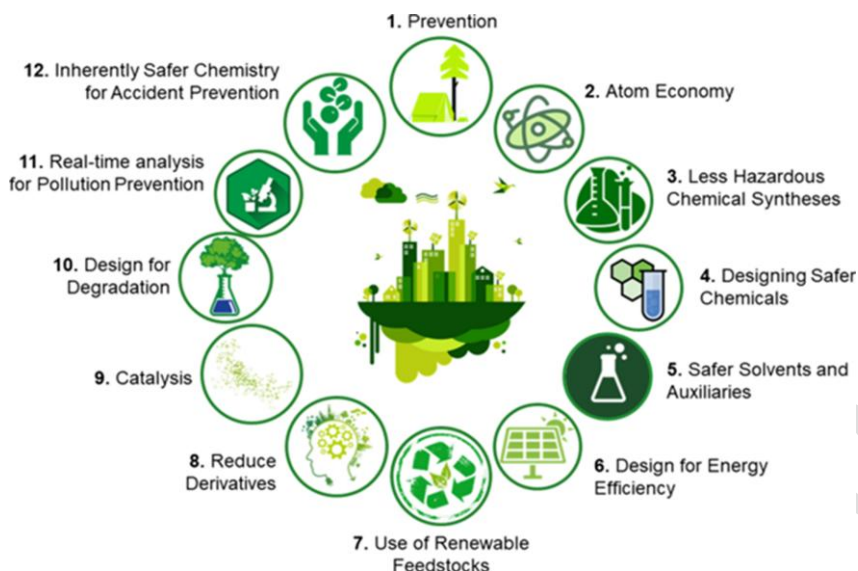 1. Prevention
2. Atom Economy
3. Less Hazardous
Chemical Syntheses
4. Designing Safer
Chemicals
5. Safer Solvents and
Auxiliaries
6. Design for Energy
Efficiency
7. Use of Renewable
Feedstocks
8. Reduce
Derivatives
9. Catalysis
10. Design for
Degradation
11. Real-time analysis
for Pollution Prevention
12. Inherently Safer Chemistry
for Accident Prevention